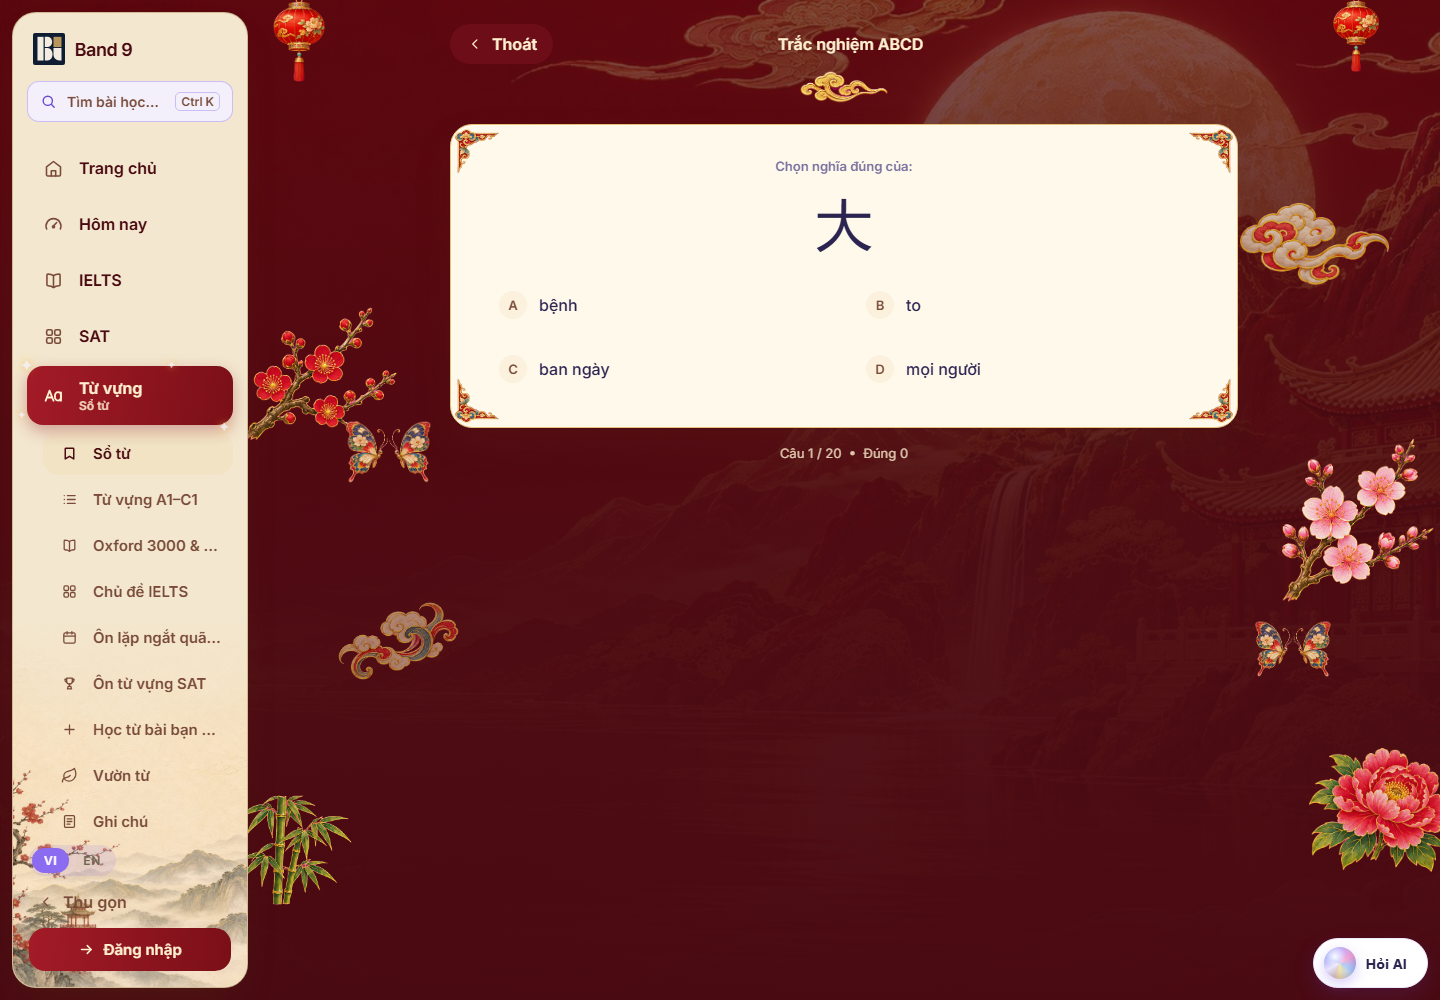 Band 9
Tìm bài học...
Ctrl K
Trang chủ
Hôm nay
IELTS
SAT
Từ vựng
Sổ từ
Sổ từ
Từ vựng A1–C1
Oxford 3000 & ...
Chủ đề IELTS
Ôn lặp ngắt quã...
Ôn từ vựng SAT
Học từ bài bạn ...
Vườn từ
Ghi chú
VI
EN
Thu gọn
Đăng nhập
Thoát
Trắc nghiệm ABCD
Chọn nghĩa đúng của:
大
A bệnh
B to
C ban ngày
D mọi người
Câu 1 / 20 • Đúng 0
Hỏi AI